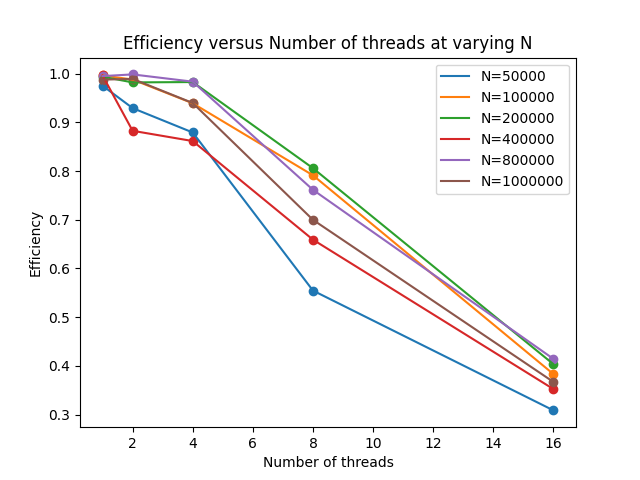 Efficiency versus Number of threads at varying N
N=50000
N=100000
N=200000
N=400000
N=800000
N=1000000
Efficiency
1.0
0.9
0.8
0.7
0.6
0.5
0.4
0.3
2 4 6 8 10 12 14 16
Number of threads